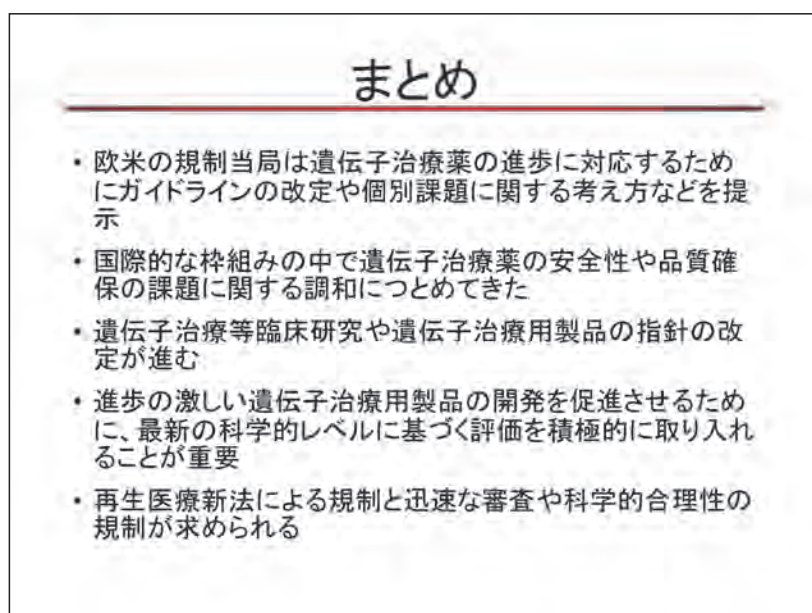 まとめ
・欧米の規制当局は遺伝子治療薬の進歩に対応するため
にガイドラインの改定や個別課題に関する考え方などを提
示
・国際的な枠組みの中で遺伝子治療薬の安全性や品質確
保の課題に関する調和につとめてきた
・遺伝子治療等臨床研究や遺伝子治療用製品の指針の改
定が進む
・進歩の激しい遺伝子治療用製品の開発を促進させるため
に、最新の科学的レベルに基づく評価を積極的に取り入れ
ることが重要
・再生医療新法による規制と迅速な審査や科学的合理性の
規制が求められる